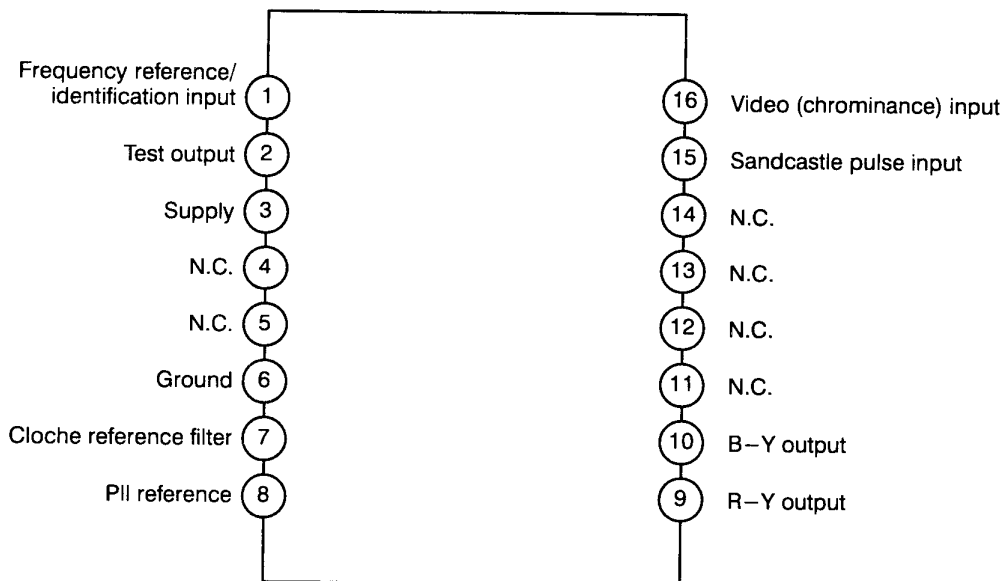 Frequency reference/
identification input 1
Test output 2
Supply 3
N.C. 4
N.C. 5
Ground 6
Cloche reference filter 7
Pll reference 8
16 Video (chrominance) input
15 Sandcastle pulse input
14 N.C.
13 N.C.
12 N.C.
11 N.C.
10 B–Y output
9 R–Y output